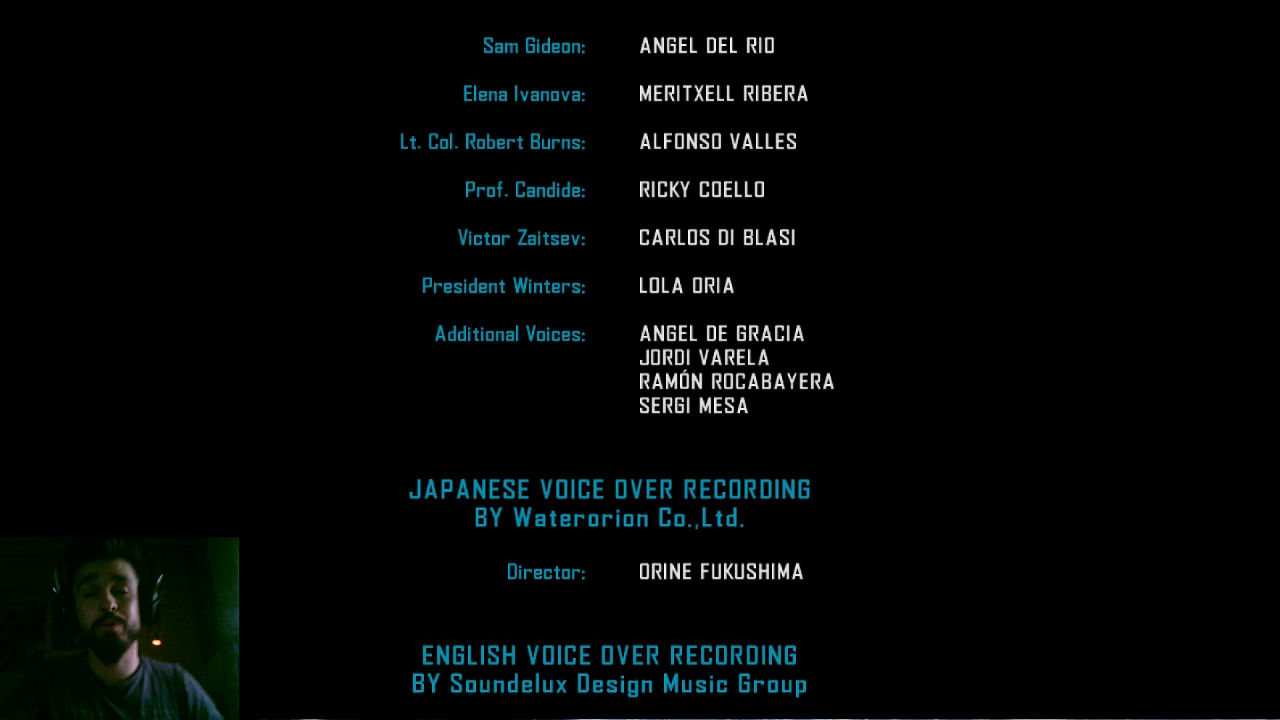 Sam Gideon: ANGEL DEL RIO
Elena Ivanova: MERITXELL RIBERA
Lt. Col. Robert Burns: ALFONSO VALLES
Prof. Candide: RICKY COELLO
Victor Zaitsev: CARLOS DI BLASI
President Winters: LOLA ORIA
Additional Voices: ANGEL DE GRACIA
JORDI VARELA
RAMÓN ROCABAYERA
SERGI MESA
JAPANESE VOICE OVER RECORDING
BY Waterorion Co.,Ltd.
Director: ORINE FUKUSHIMA
ENGLISH VOICE OVER RECORDING
BY Soundelux Design Music Group